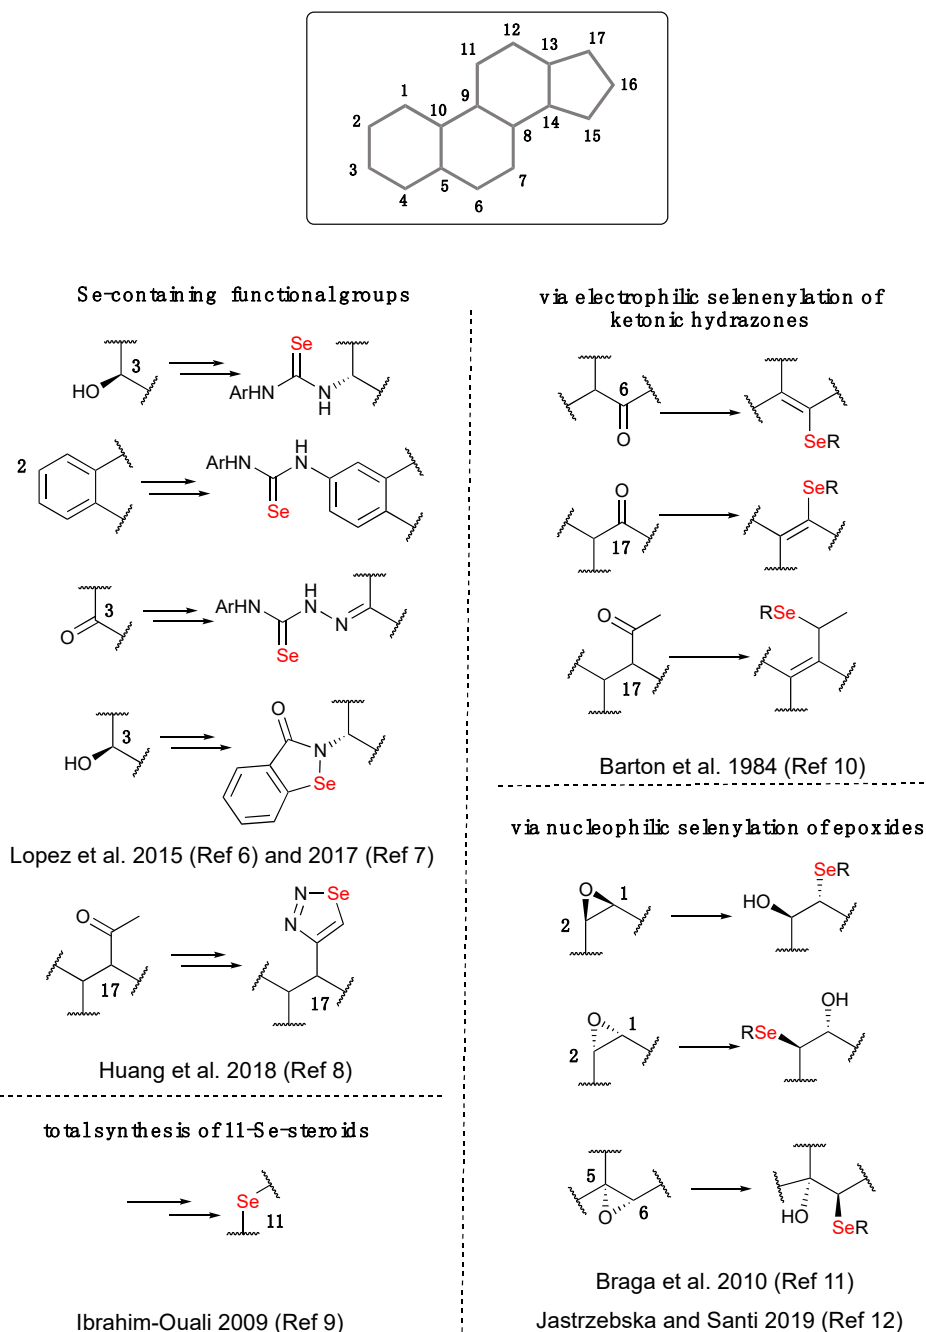 12
17
11
13
16
1
9
10
2
14
8
15
3
7
5
4
6
Se-containing functional groups
Se
3
HO
ArHN
N
H
2
H
ArHN
N
Se
H
3
ArHN
N
O
N
Se
O
3
N
HO
Se
Lopez et al. 2015 (Ref 6) and 2017 (Ref 7)
N
Se
O
N
17
17
Huang et al. 2018 (Ref 8)
total synthesis of 11-Se-steroids
Se
11
Ibrahim-Ouali 2009 (Ref 9)
via electrophilic selenenylation of
ketonic hydrazones
6
O
SeR
O
SeR
17
O
RSe
17
Barton et al. 1984 (Ref 10)
via nucleophilic selenylation of epoxides
SeR
O
1
HO
2
OH
O
1
RSe
2
5
O
6
HO
SeR
Braga et al. 2010 (Ref 11)
Jastrzebska and Santi 2019 (Ref 12)